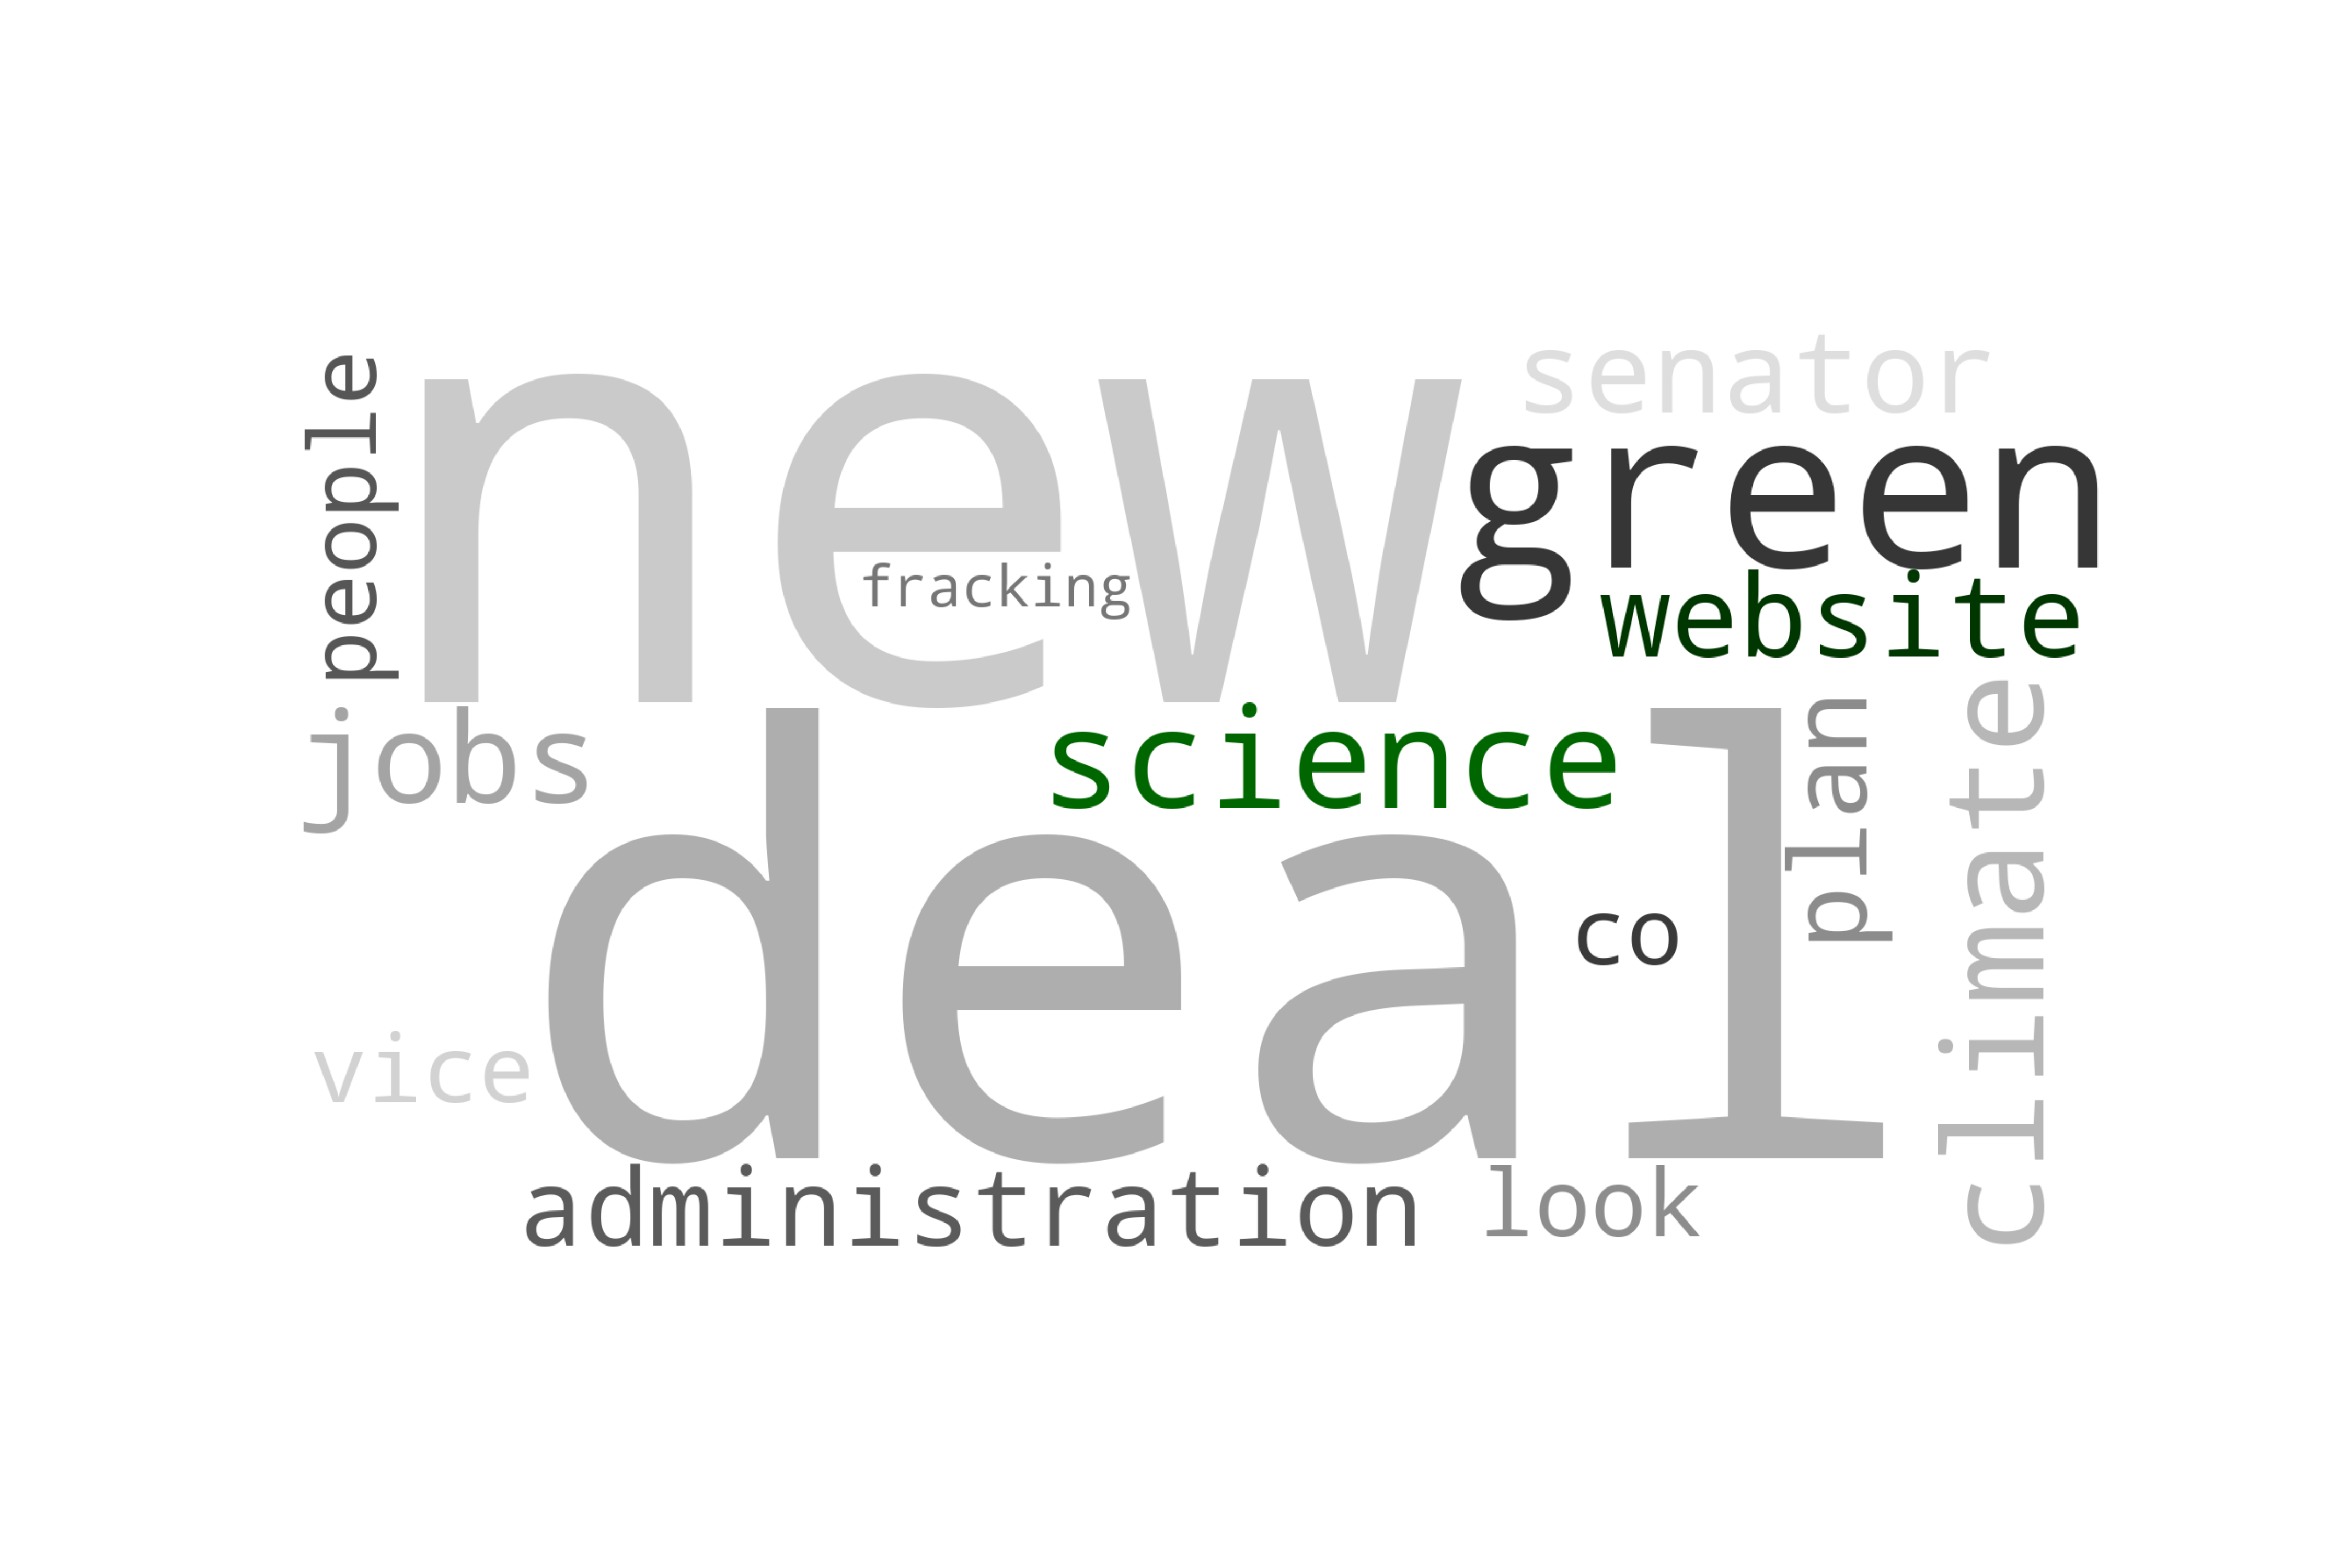 people
new
senator
green
fracking
website
jobs
science
plan
climate
deal
co
vice
administration
look